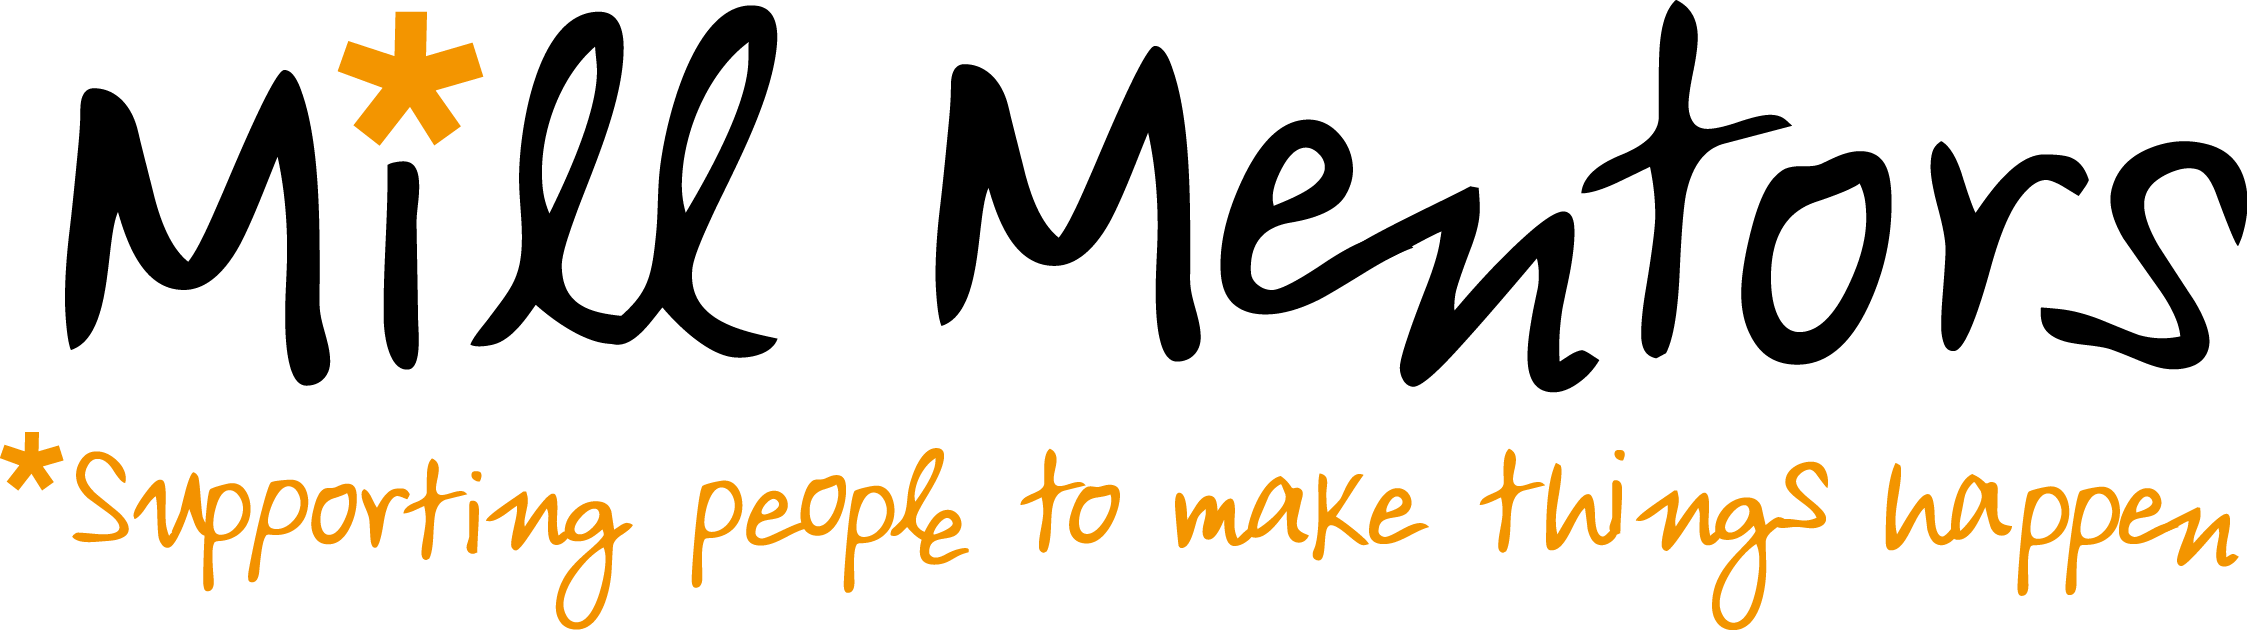 Mill Mentors
*Supporting people to make things happen